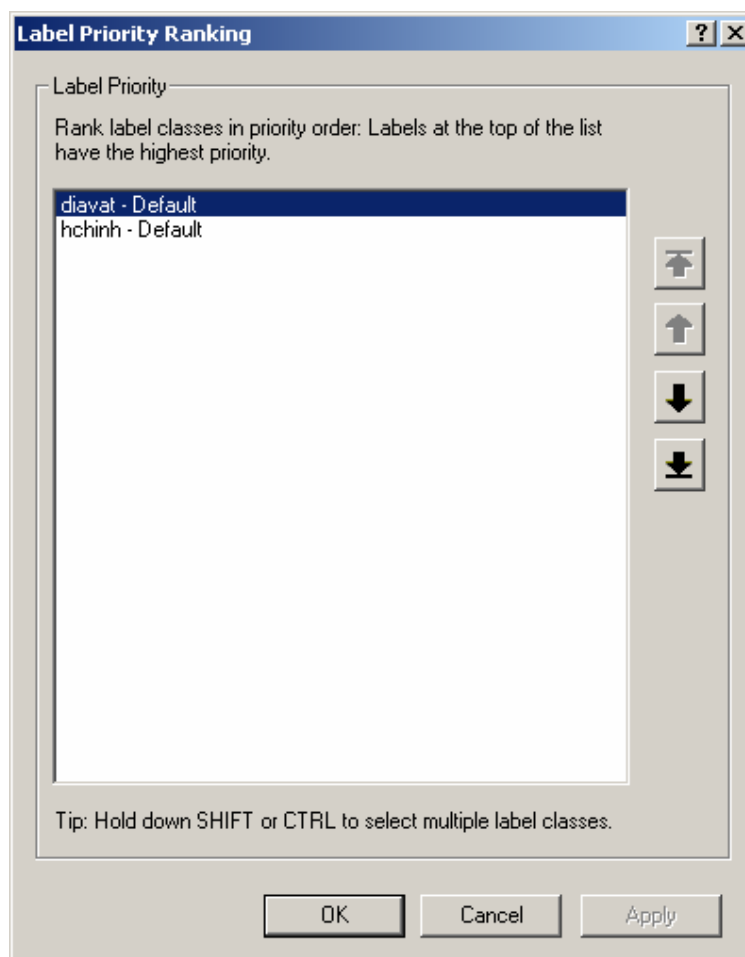 Label Priority Ranking
Label Priority
Rank label classes in priority order: Labels at the top of the list
have the highest priority.
diavat - Default
hchinh - Default
Tip: Hold down SHIFT or CTRL to select multiple label classes.
OK
Cancel
Apply